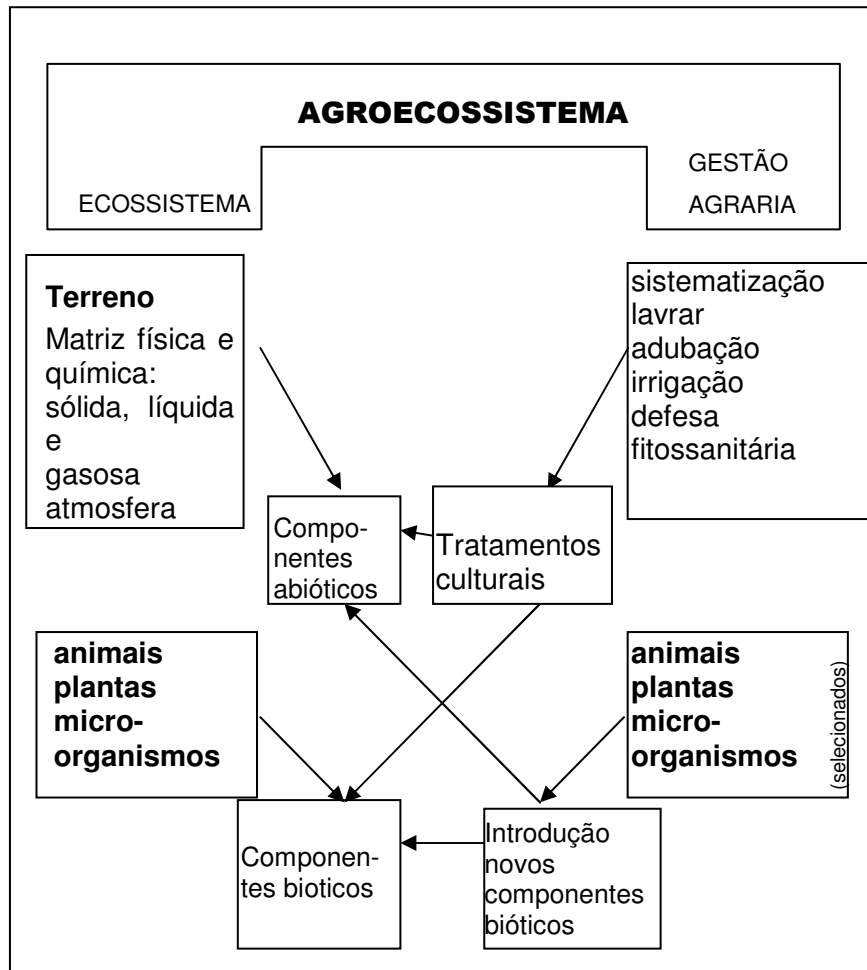 AGROECOSSISTEMA
ECOSSISTEMA
GESTÃO
AGRARIA
Terreno
Matriz física e
química:
sólida, líquida
e
gasosa
atmosfera
sistematização
lavrar
adubação
irrigação
defesa
fitossanitária
Compo-
nentes
abióticos
Tratamentos
culturais
animais
plantas
micro-
organismos
animais
plantas
micro-
organismos
(selecionados)
Componen-
tes bioticos
Introdução
novos
componentes
bióticos